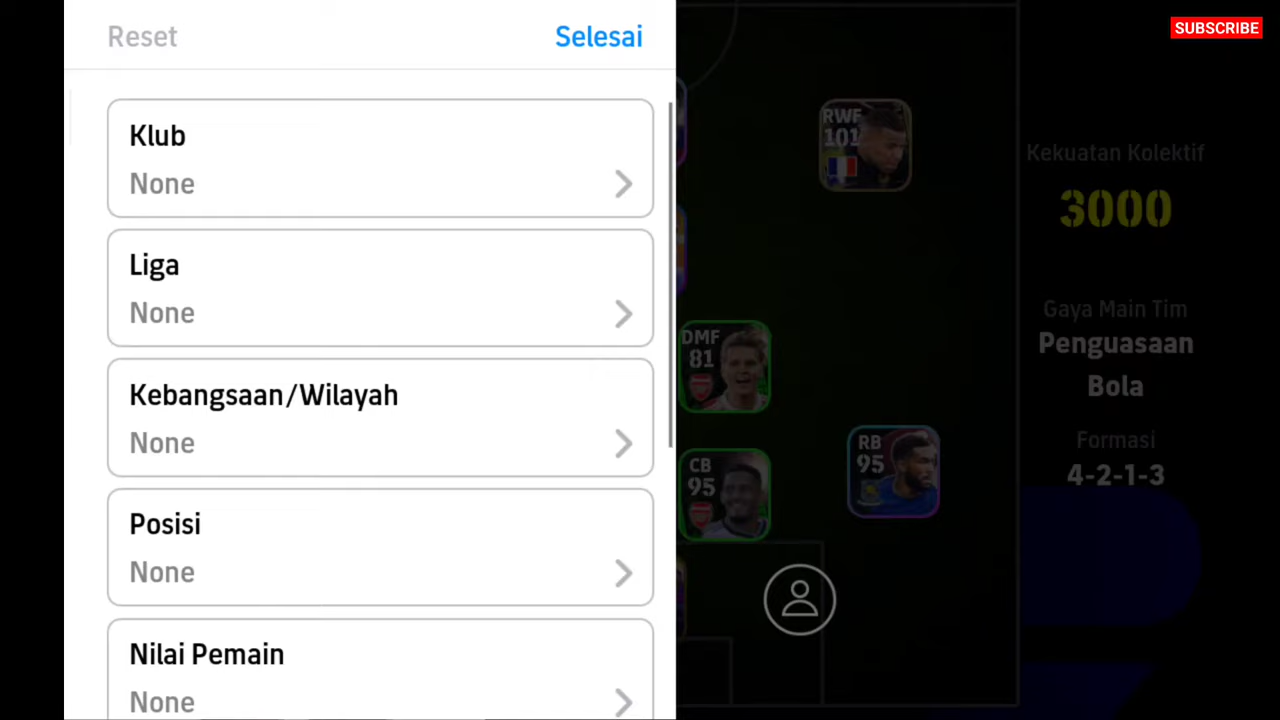 Reset
Selesai
SUBSCRIBE
Klub
None
Liga
None
Kebangsaan/Wilayah
None
Posisi
None
Nilai Pemain
None
RWF
101
DMF
81
CB
95
RB
95
Kekuatan Kolektif
3000
Gaya Main Tim
Penguasaan
Bola
Formasi
4-2-1-3